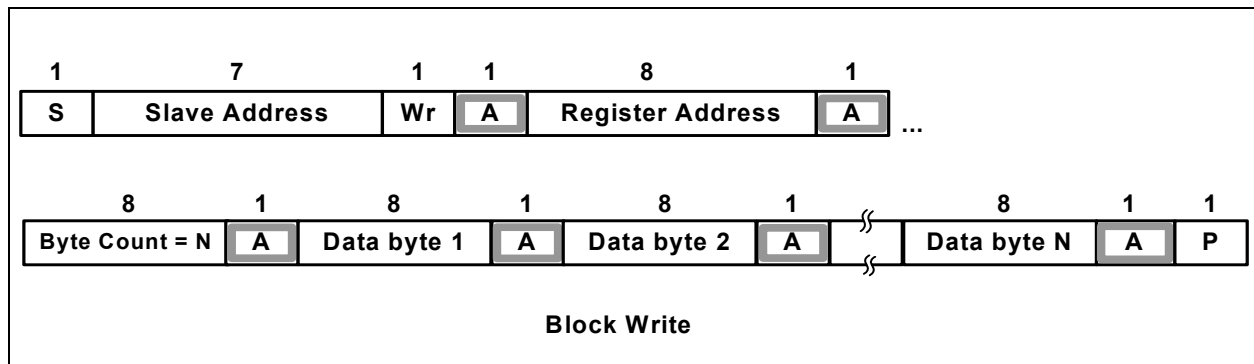 1 7 1 1 8 1
S Slave Address Wr A Register Address A ...
8 1 8 1 8 1 8 1 1
Byte Count = N A Data byte 1 A Data byte 2 A Data byte N A P
Block Write